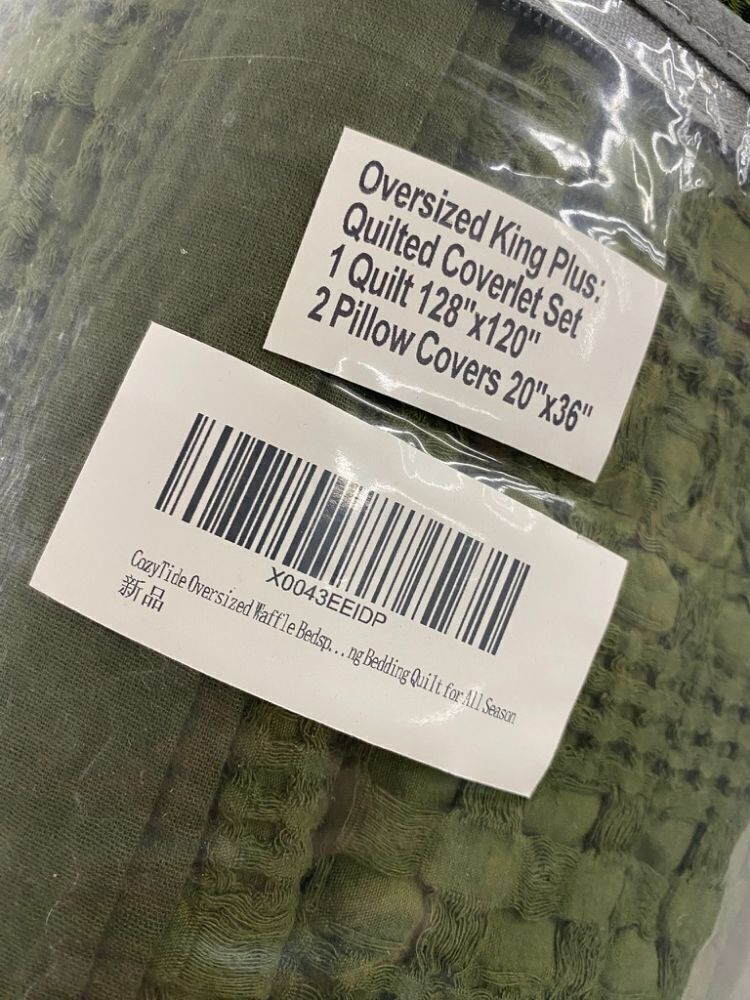 Oversized King Plus:
Quilted Coverlet Set
1 Quilt 128"x120"
2 Pillow Covers 20"x36"
X0043EEIDP
CozyTide Oversized Waffle Bedsp...ng Bedding Quilt for All Season
新品